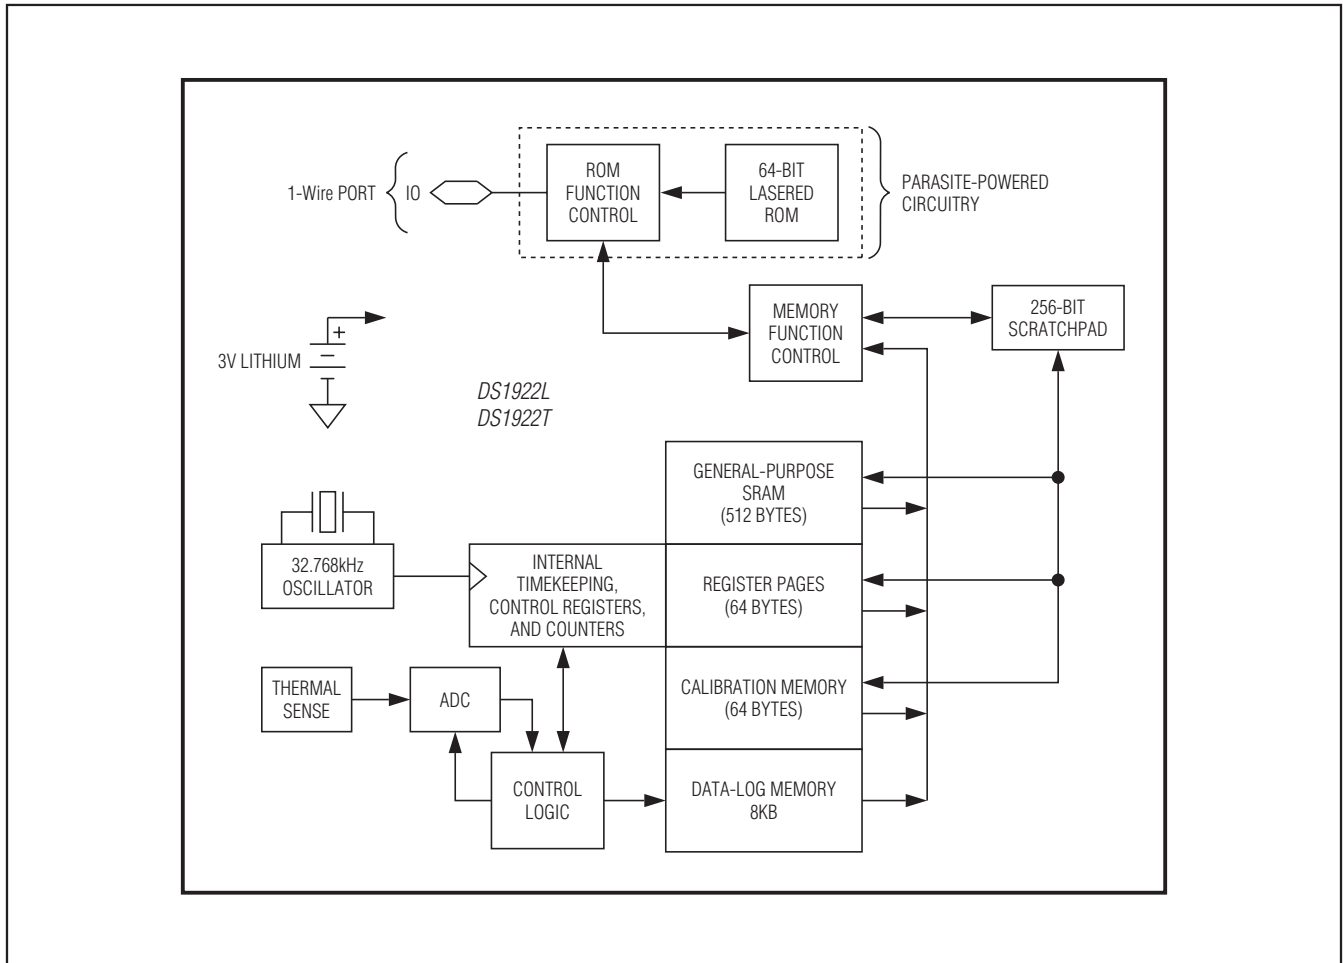 1-Wire PORT
IO
ROM
FUNCTION
CONTROL
64-BIT
LASERED
ROM
PARASITE-POWERED
CIRCUITRY
MEMORY
FUNCTION
CONTROL
256-BIT
SCRATCHPAD
+
3V LITHIUM
DS1922L
DS1922T
GENERAL-PURPOSE
SRAM
(512 BYTES)
32.768kHz
OSCILLATOR
INTERNAL
TIMEKEEPING,
CONTROL REGISTERS,
AND COUNTERS
REGISTER PAGES
(64 BYTES)
THERMAL
SENSE
ADC
CALIBRATION MEMORY
(64 BYTES)
CONTROL
LOGIC
DATA-LOG MEMORY
8KB